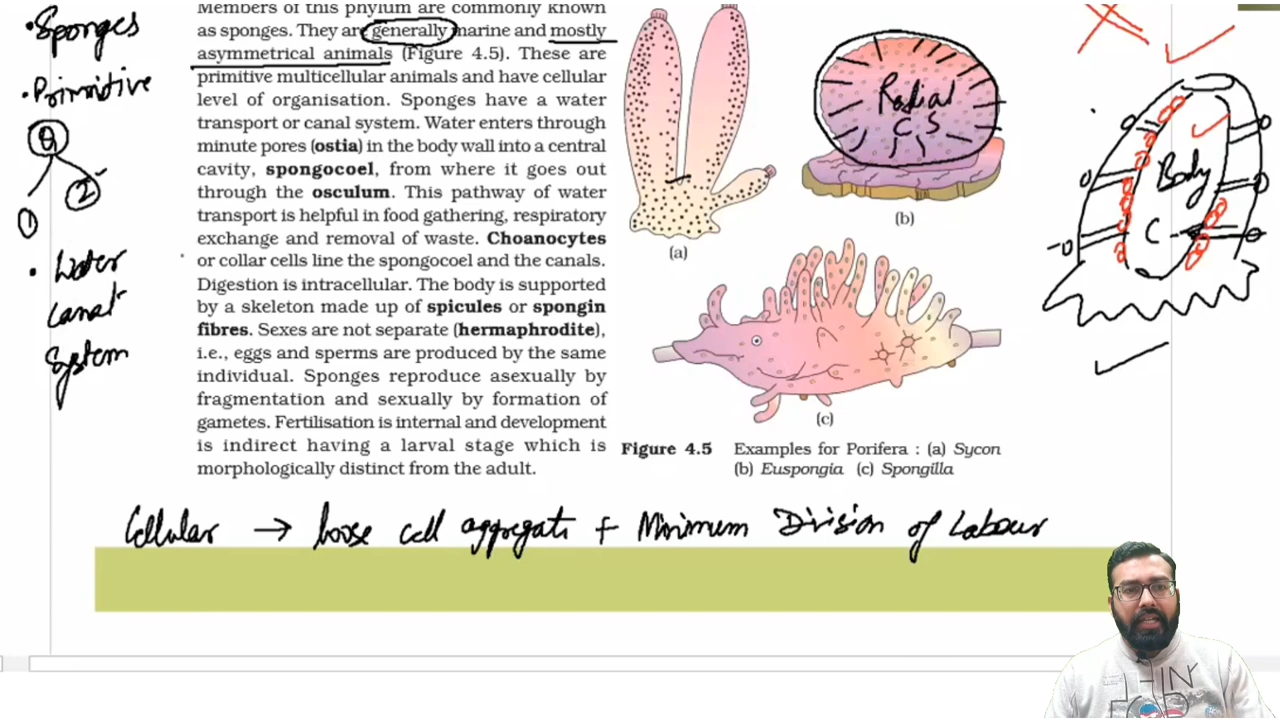 • Sponges
• Primitive
①
②
• Water
canal
System
Members of this phylum are commonly known
as sponges. They are generally marine and mostly
asymmetrical animals (Figure 4.5). These are
primitive multicellular animals and have cellular
level of organisation. Sponges have a water
transport or canal system. Water enters through
minute pores (ostia) in the body wall into a central
cavity, spongocoel, from where it goes out
through the osculum. This pathway of water
transport is helpful in food gathering, respiratory
exchange and removal of waste. Choanocytes
or collar cells line the spongocoel and the canals.
Digestion is intracellular. The body is supported
by a skeleton made up of spicules or spongin
fibres. Sexes are not separate (hermaphrodite),
i.e., eggs and sperms are produced by the same
individual. Sponges reproduce asexually by
fragmentation and sexually by formation of
gametes. Fertilisation is internal and development
is indirect having a larval stage which is
morphologically distinct from the adult.
Radial
C S
(a)
(b)
(c)
Figure 4.5 Examples for Porifera : (a) Sycon
(b) Euspongia (c) Spongilla
Body
C
Cellular → loose cell aggregate + Minimum Division of Labour